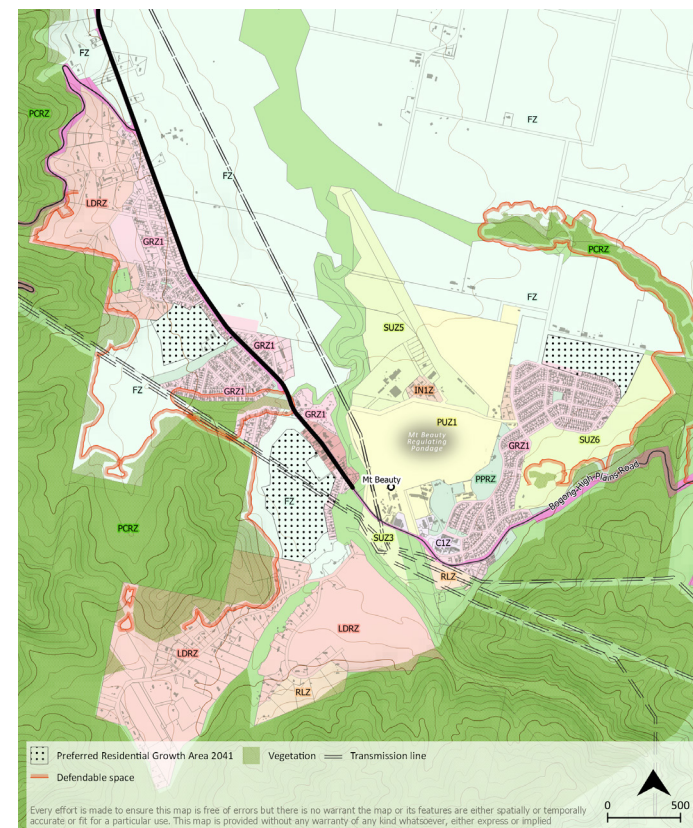 FZ
PCRZ
FZ
FZ
LDRZ
GRZ1
PCRZ
FZ
SUZ5
GRZ1
FZ
GRZ1
IN1Z
GRZ1
PUZ1
Mt Beauty
Regulating
Pondage
GRZ1
SUZ6
PPRZ
Mt Beauty
Bogong High Plains Road
FZ
PCRZ
SUZ3
C1Z
RLZ
LDRZ
LDRZ
RLZ
Preferred Residential Growth Area 2041
Vegetation
Transmission line
Defendable space
Every effort is made to ensure this map is free of errors but there is no warrant the map or its features are either spatially or temporally
accurate or fit for a particular use. This map is provided without any warranty of any kind whatsoever, either express or implied
0
500